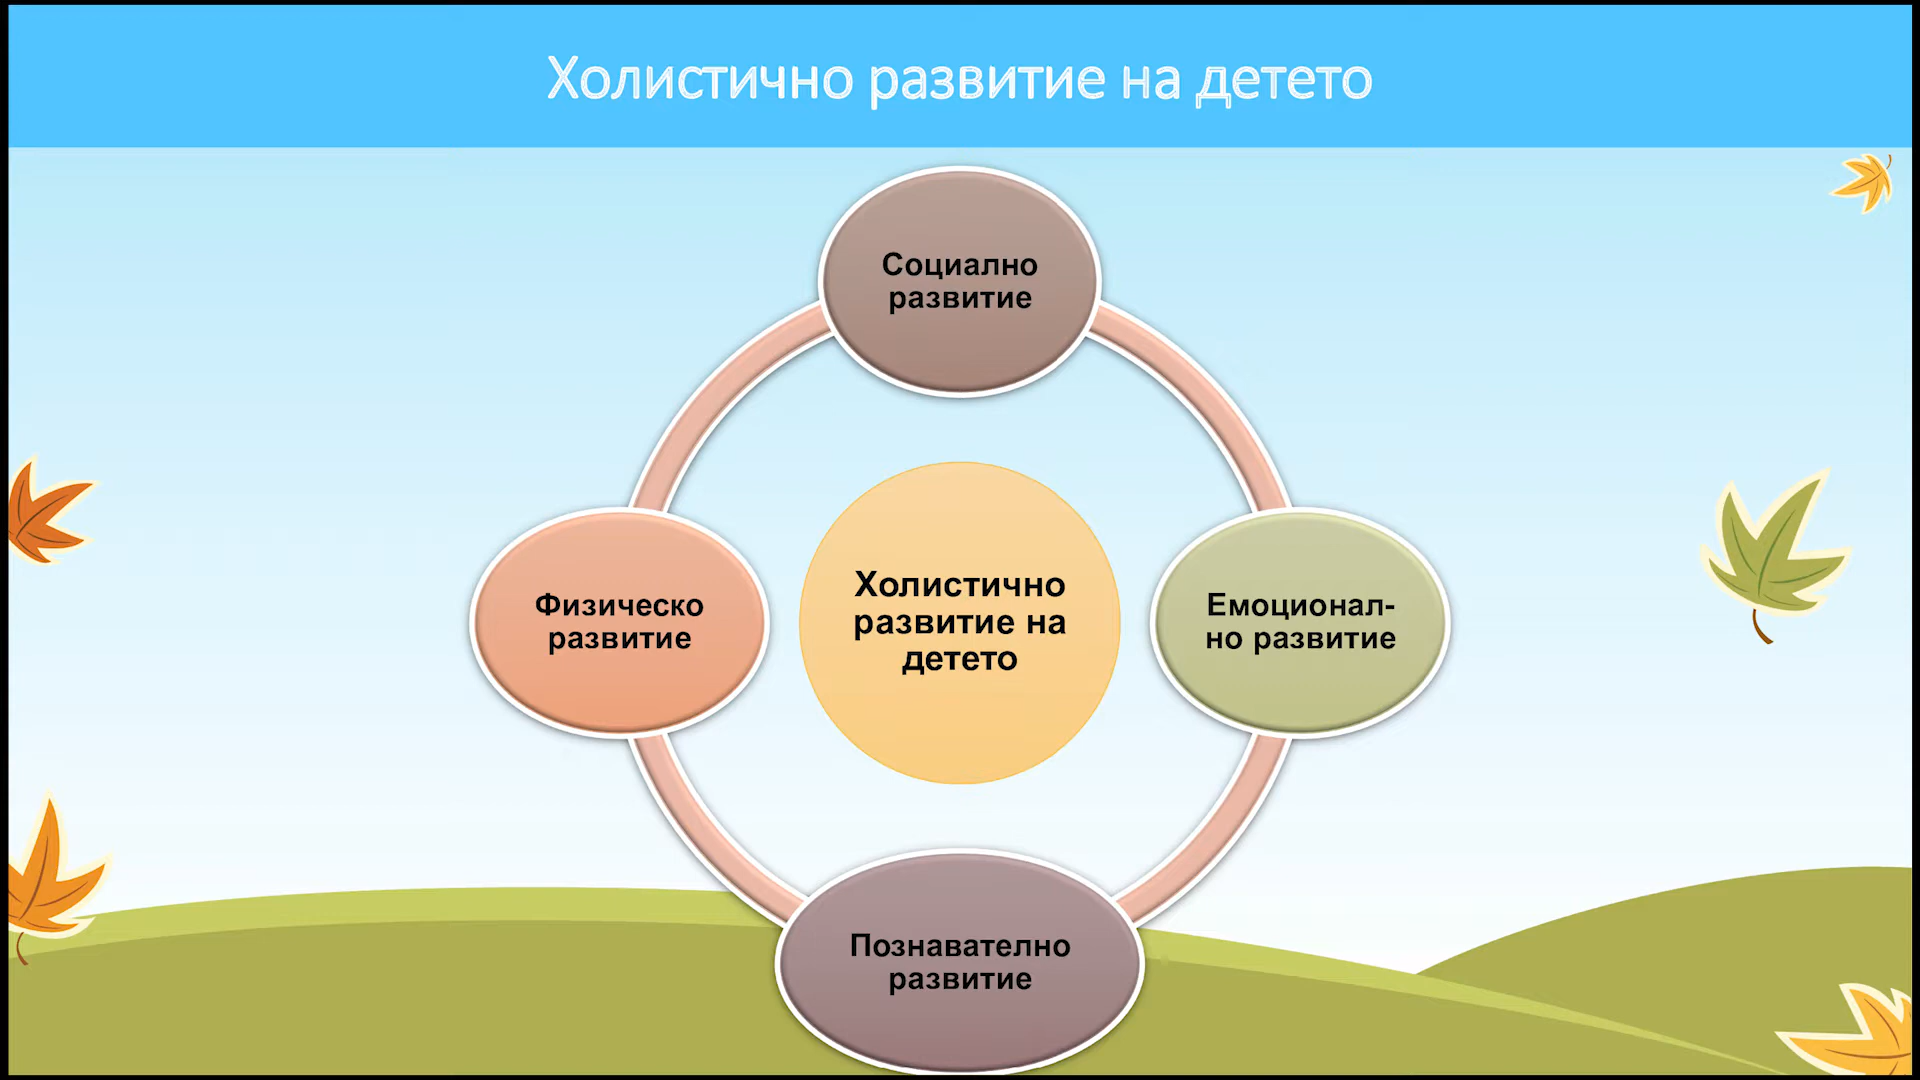 Холистично развитие на детето
Социално
развитие
Физическо
развитие
Холистично
развитие на
детето
Емоционал-
но развитие
Познавателно
развитие